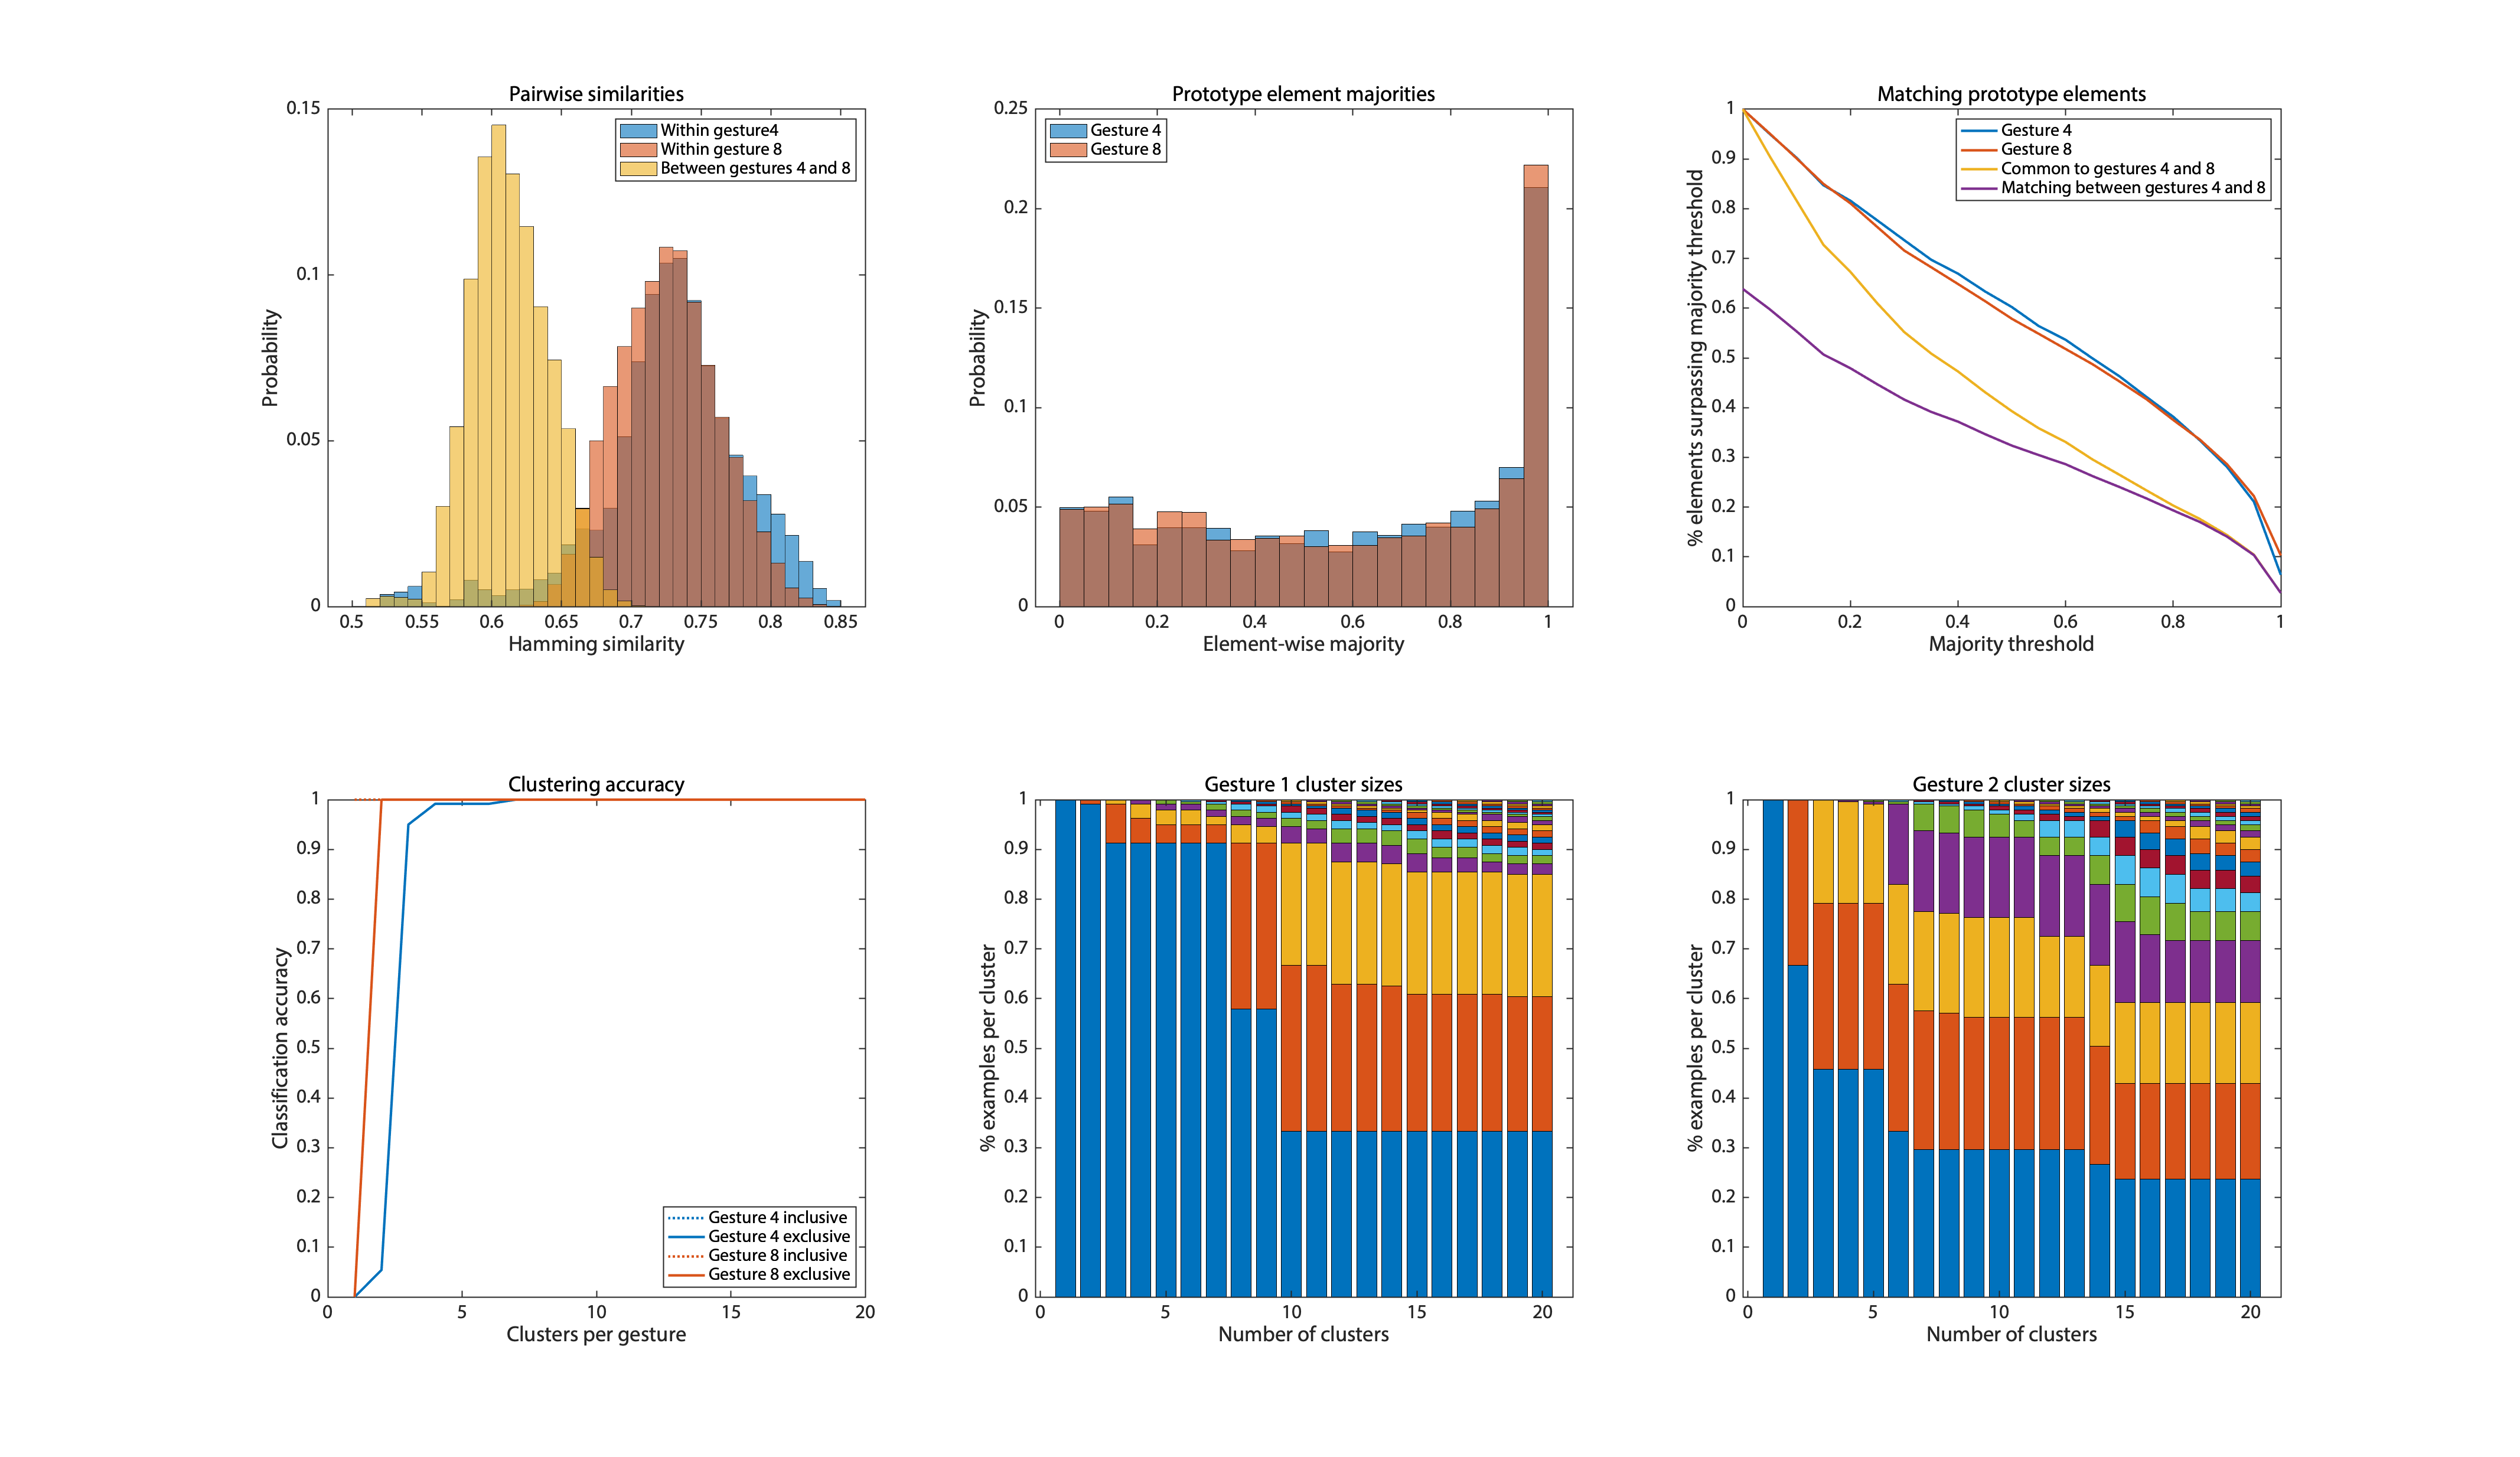 Pairwise similarities
0.15
0.1
0.05
0
Probability
Within gesture4
Within gesture 8
Between gestures 4 and 8
0.5 0.55 0.6 0.65 0.7 0.75 0.8 0.85
Hamming similarity
Prototype element majorities
0.25
0.2
0.15
0.1
0.05
0
Probability
Gesture 4
Gesture 8
0 0.2 0.4 0.6 0.8 1
Element-wise majority
Matching prototype elements
1
0.9
0.8
0.7
0.6
0.5
0.4
0.3
0.2
0.1
0
% elements surpassing majority threshold
Gesture 4
Gesture 8
Common to gestures 4 and 8
Matching between gestures 4 and 8
0 0.2 0.4 0.6 0.8 1
Majority threshold
Clustering accuracy
1
0.9
0.8
0.7
0.6
0.5
0.4
0.3
0.2
0.1
0
Classification accuracy
Gesture 4 inclusive
Gesture 4 exclusive
Gesture 8 inclusive
Gesture 8 exclusive
0 5 10 15 20
Clusters per gesture
Gesture 1 cluster sizes
1
0.9
0.8
0.7
0.6
0.5
0.4
0.3
0.2
0.1
0
% examples per cluster
0 5 10 15 20
Number of clusters
Gesture 2 cluster sizes
1
0.9
0.8
0.7
0.6
0.5
0.4
0.3
0.2
0.1
0
% examples per cluster
0 5 10 15 20
Number of clusters